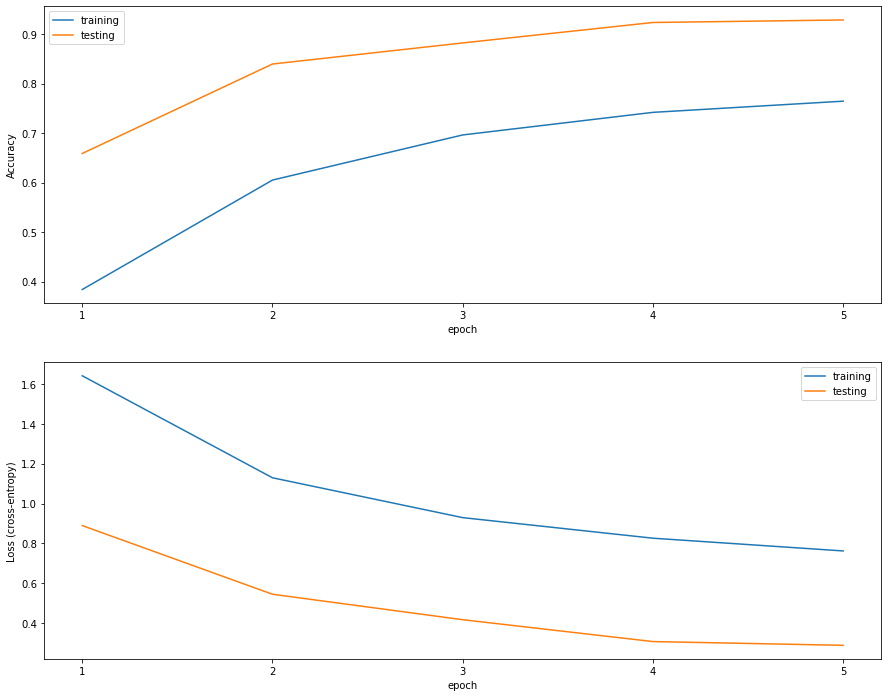 training
testing
0.9
0.8
0.7
0.6
0.5
0.4
Accuracy
1 2 3 4 5
epoch
training
testing
1.6
1.4
1.2
1.0
0.8
0.6
0.4
Loss (cross-entropy)
1 2 3 4 5
epoch